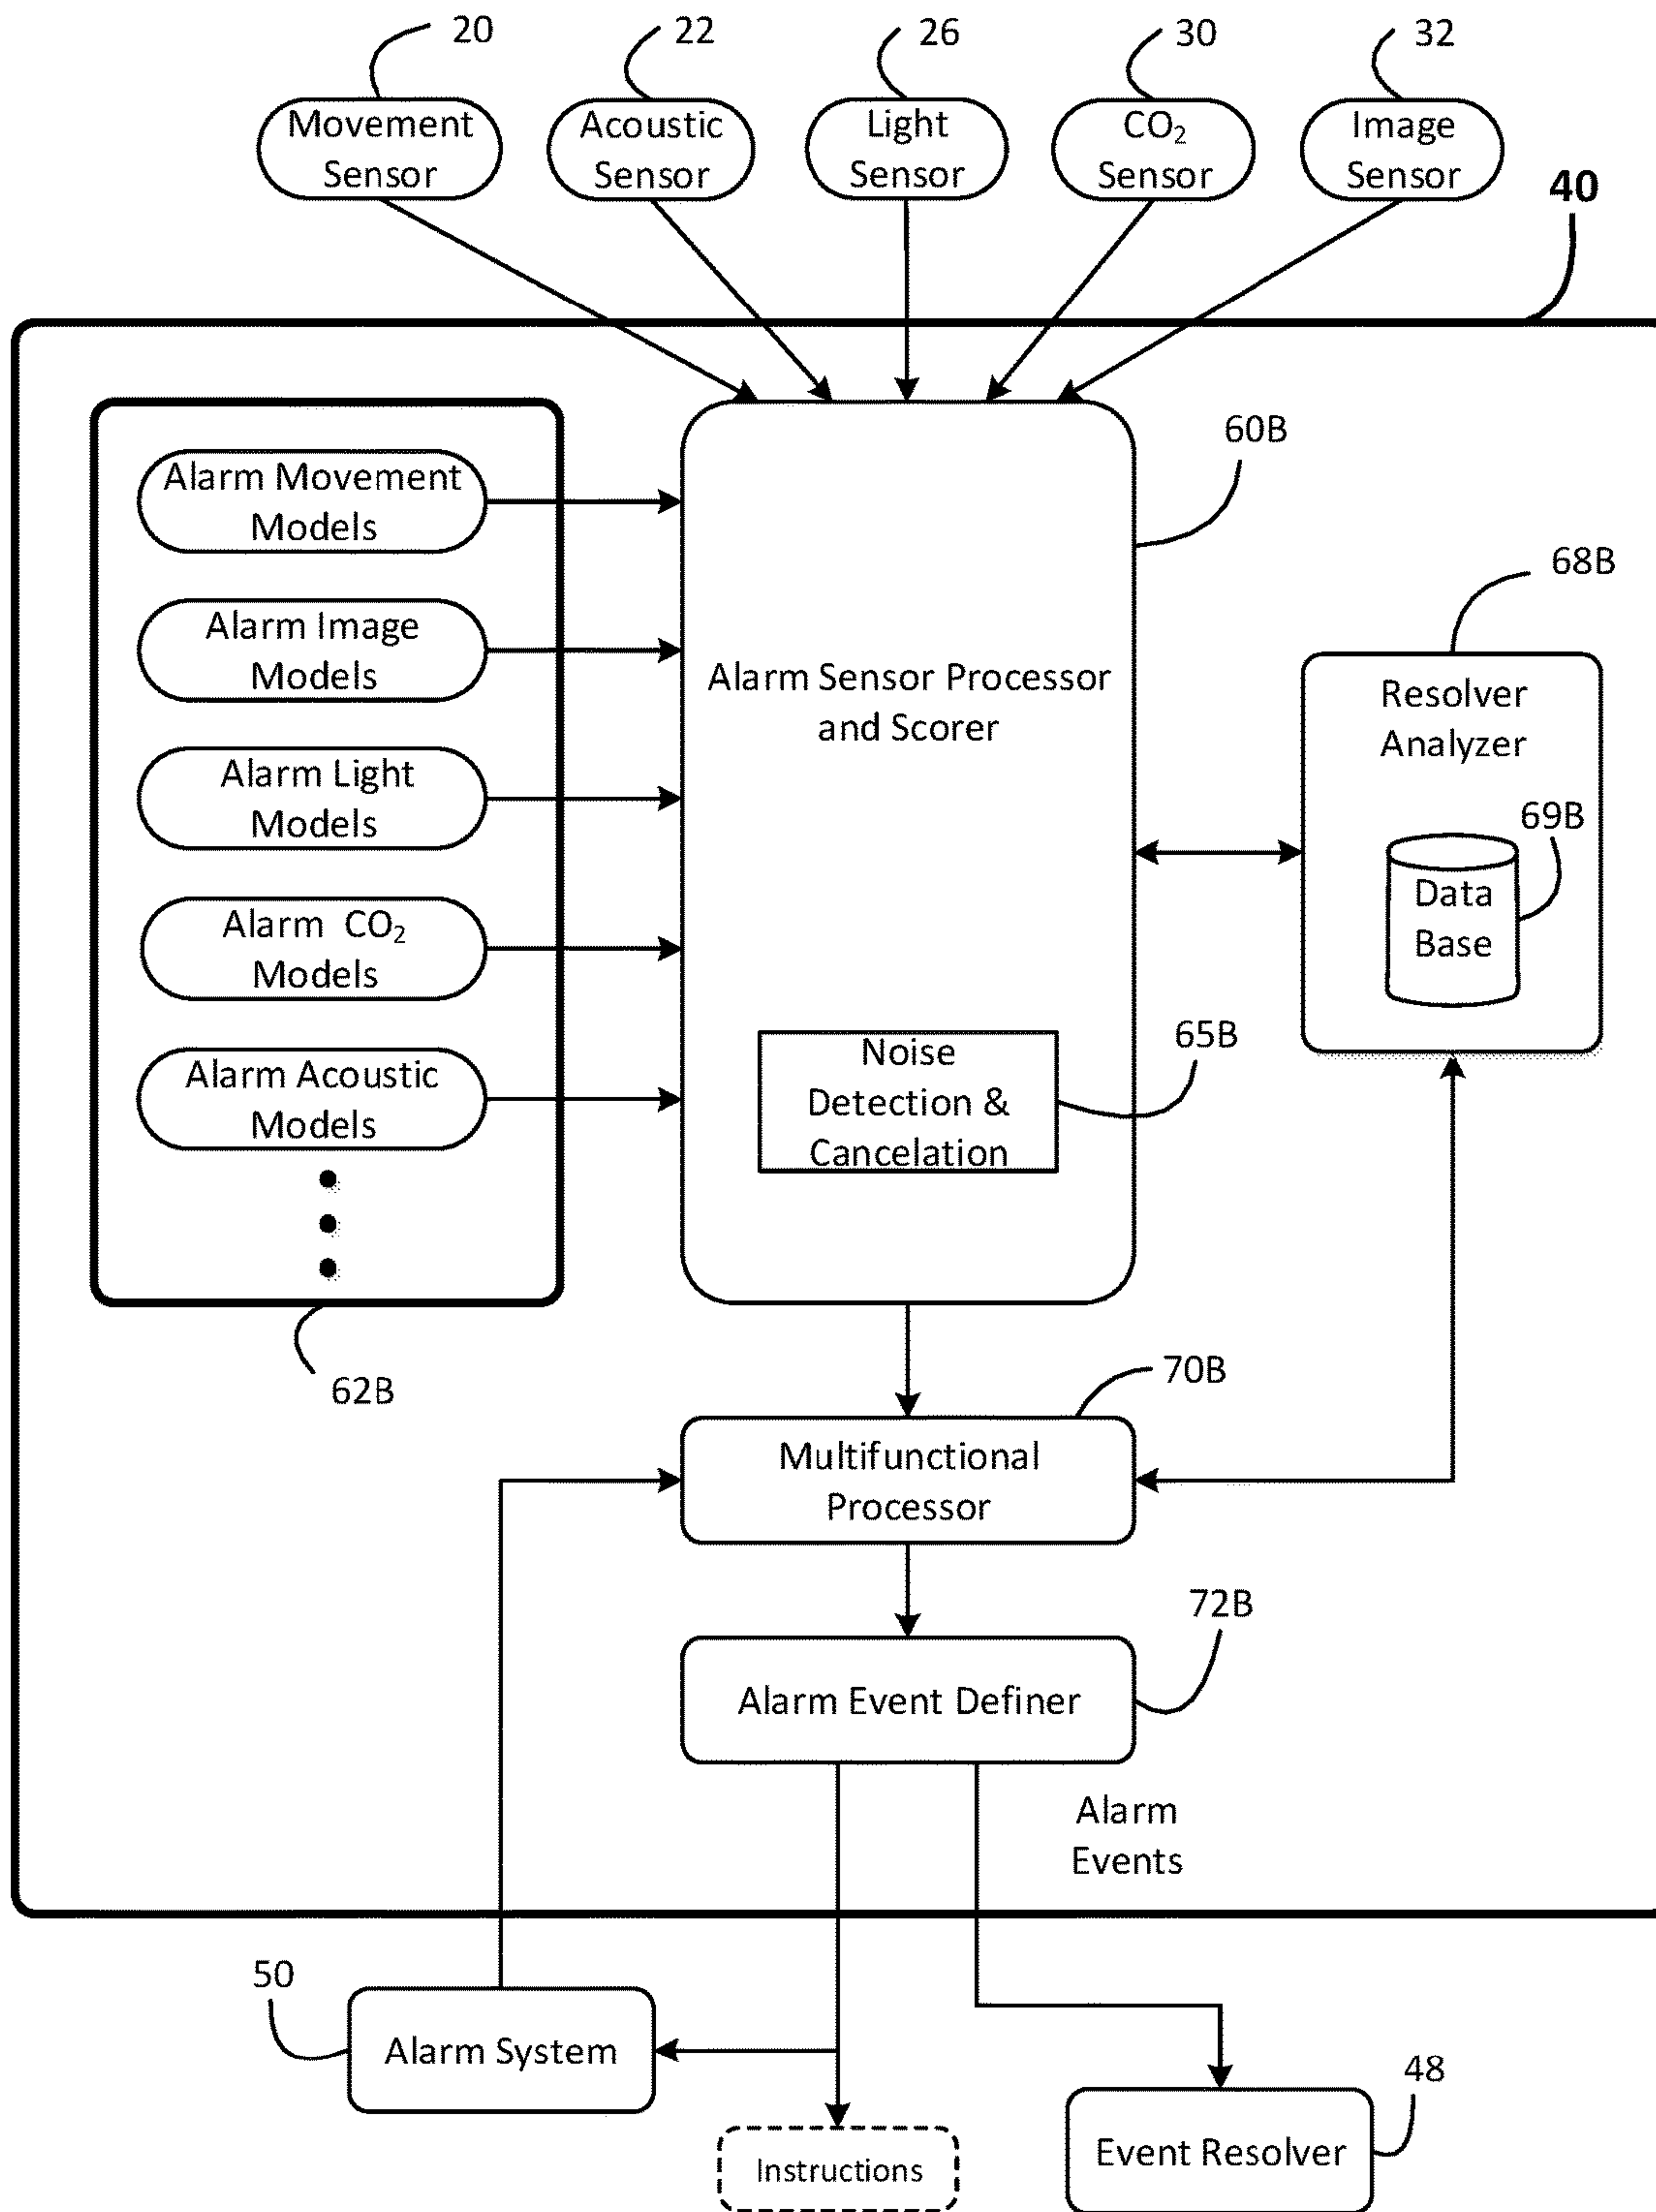 20
22
26
30
32
Movement
Sensor
Acoustic
Sensor
Light
Sensor
CO₂
Sensor
Image
Sensor
40
60B
Alarm Movement
Models
Alarm Image
Models
Alarm Light
Models
Alarm CO₂
Models
Alarm Acoustic
Models
62B
Alarm Sensor Processor
and Scorer
Noise
Detection &
Cancelation
65B
68B
Resolver
Analyzer
69B
Data
Base
70B
Multifunctional
Processor
72B
Alarm Event Definer
Alarm
Events
50
Alarm System
Instructions
48
Event Resolver